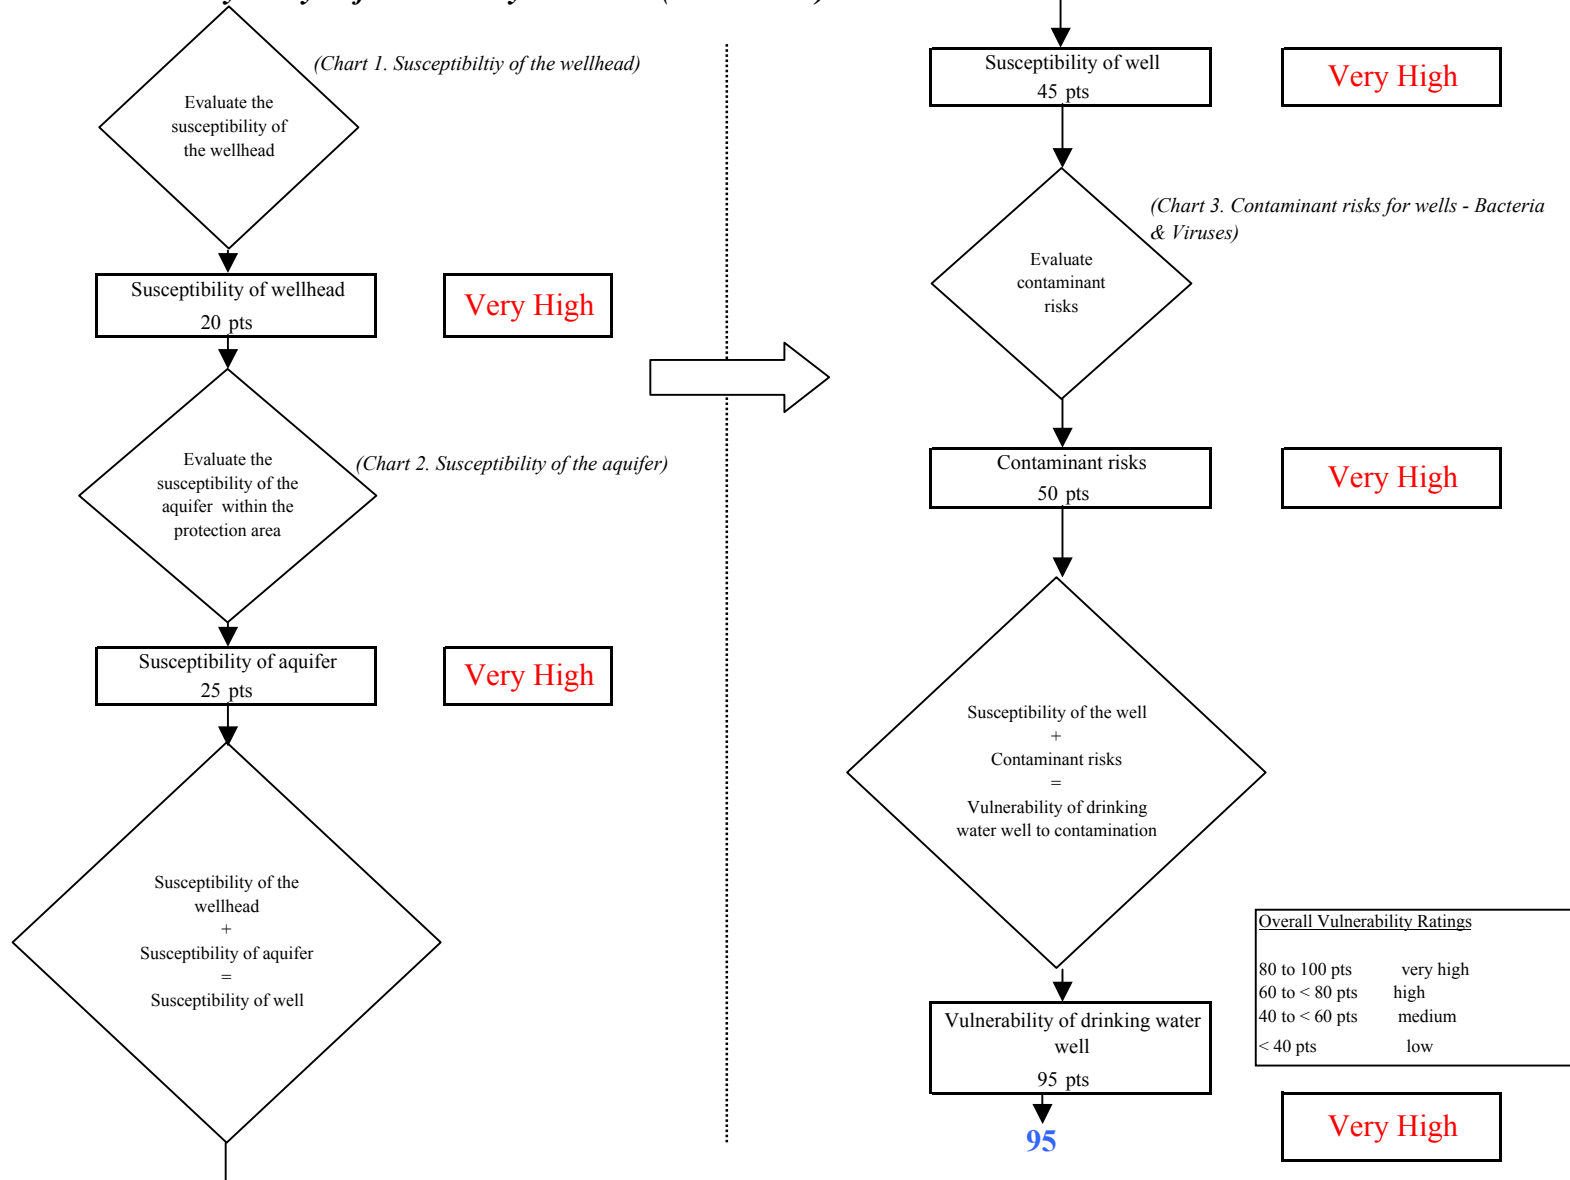 (Chart 1. Susceptibiltiy of the wellhead)
Evaluate the
susceptibility of
the wellhead
Susceptibility of wellhead
20 pts
Very High
Evaluate the
susceptibility of the
aquifer within the
protection area
(Chart 2. Susceptibility of the aquifer)
Susceptibility of aquifer
25 pts
Very High
Susceptibility of the
wellhead
+
Susceptibility of aquifer
=
Susceptibility of well
Susceptibility of well
45 pts
Very High
(Chart 3. Contaminant risks for wells - Bacteria
& Viruses)
Evaluate
contaminant
risks
Contaminant risks
50 pts
Very High
Susceptibility of the well
+
Contaminant risks
=
Vulnerability of drinking
water well to contamination
Overall Vulnerability Ratings
80 to 100 pts very high
60 to < 80 pts high
40 to < 60 pts medium
< 40 pts low
Vulnerability of drinking water
well
95 pts
95
Very High